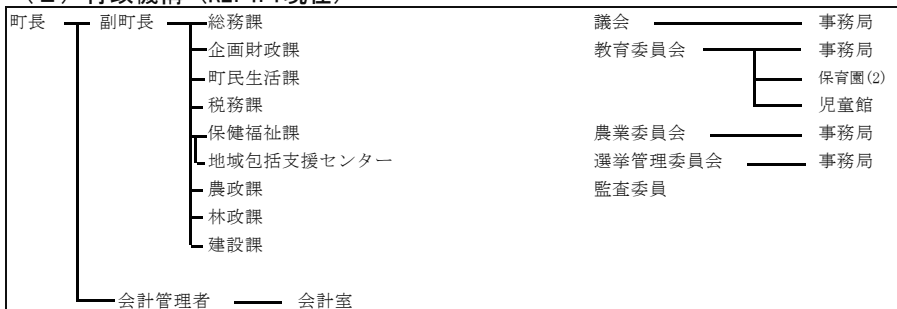 町長 副町長 総務課 議会 事務局
企画財政課 教育委員会 事務局
町民生活課 保育園(2)
税務課 児童館
保健福祉課 農業委員会 事務局
地域包括支援センター 選挙管理委員会 事務局
農政課 監査委員
林政課
建設課
会計管理者 会計室